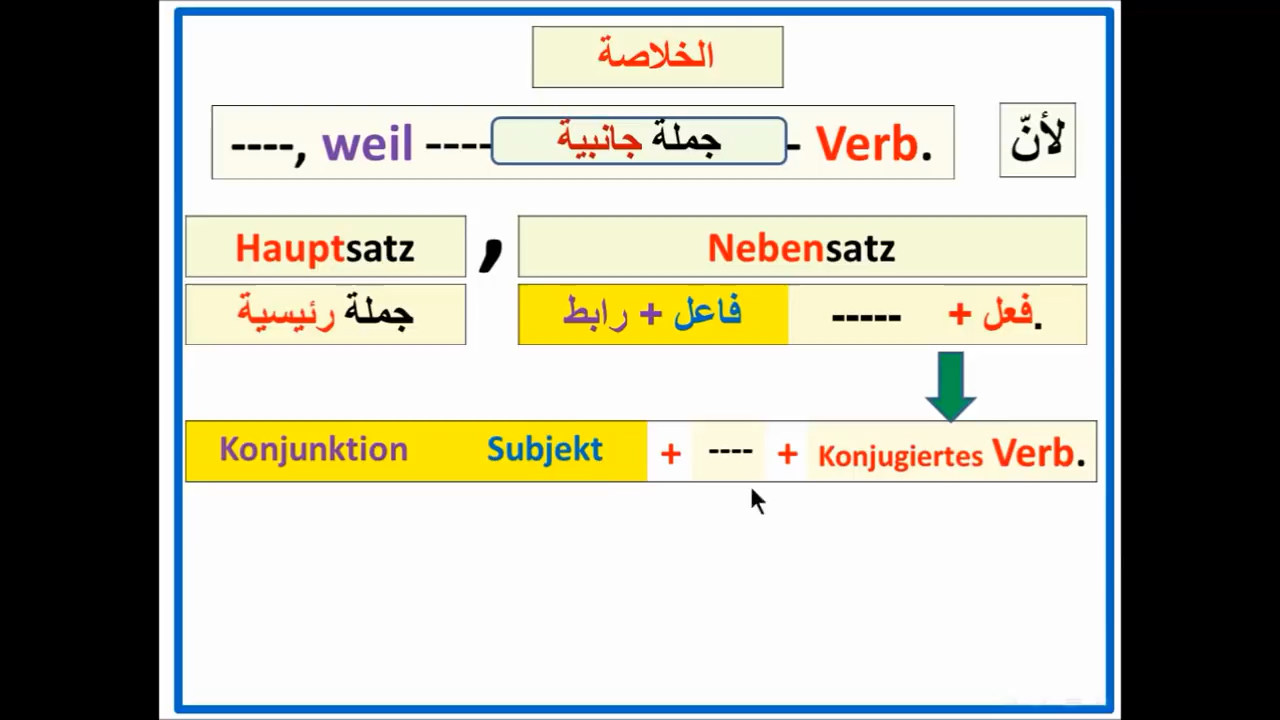 الخلاصة
----, weil ---- جملة جانبية - Verb.
لأنّ
Hauptsatz , Nebensatz
جملة رئيسية
رابط + فاعل ----- + فعل.
Konjunktion Subjekt + ---- + Konjugiertes Verb.